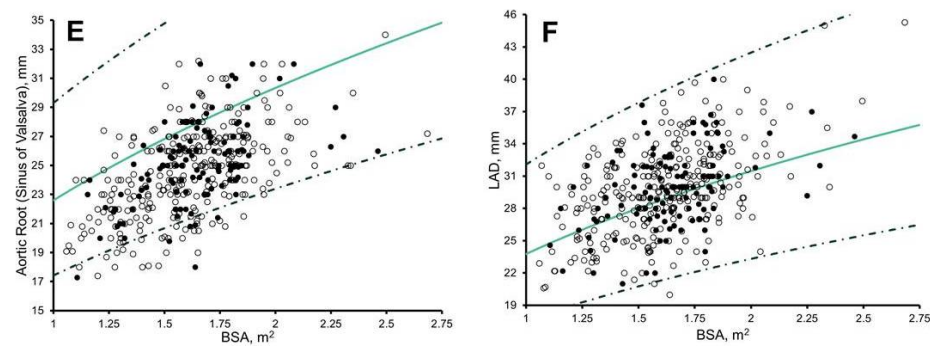 E
Aortic Root (Sinus of Valsalva), mm
35
33
31
29
27
25
23
21
19
17
15
1 1.25 1.5 1.75 2 2.25 2.5 2.75
BSA, m²
F
LAD, mm
46
43
40
37
34
31
28
25
22
19
1 1.25 1.5 1.75 2 2.25 2.5 2.75
BSA, m²